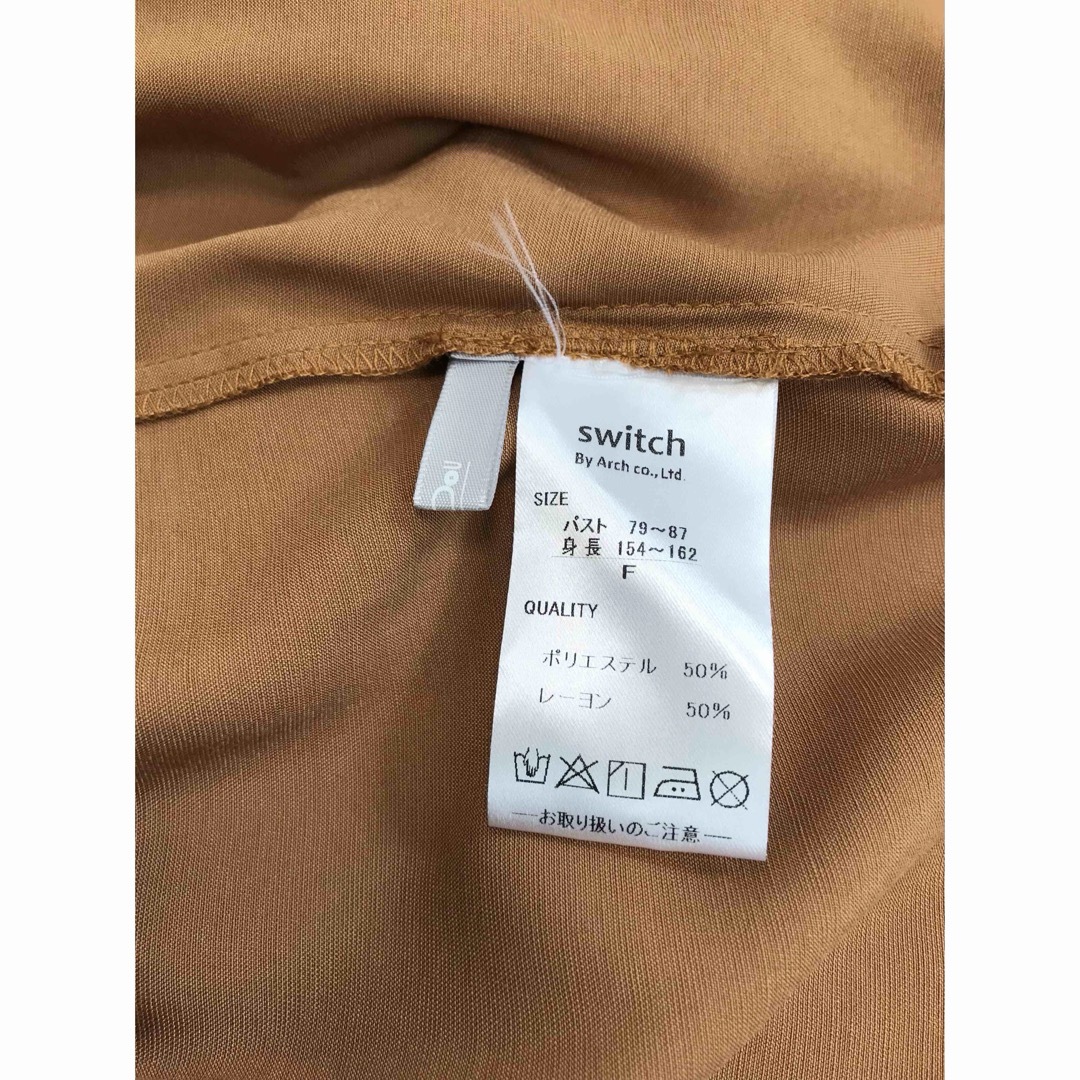 switch
By Arch co., Ltd.
SIZE
バスト 79～87
身長 154～162
F
QUALITY
ポリエステル 50%
レーヨン 50%
お取り扱いのご注意